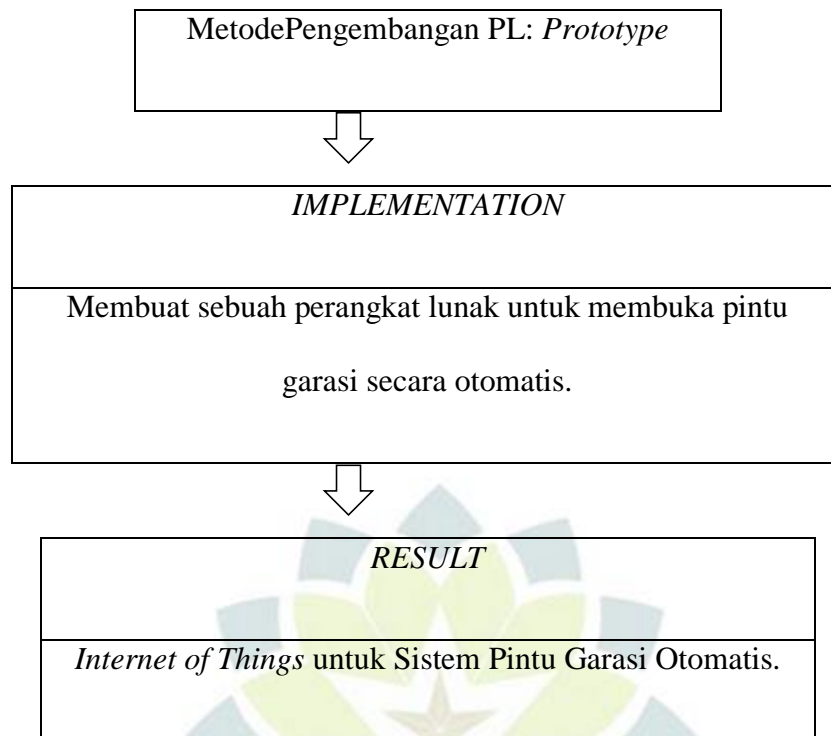 MetodePengembangan PL: Prototype
IMPLEMENTATION
Membuat sebuah perangkat lunak untuk membuka pintu
garasi secara otomatis.
RESULT
Internet of Things untuk Sistem Pintu Garasi Otomatis.